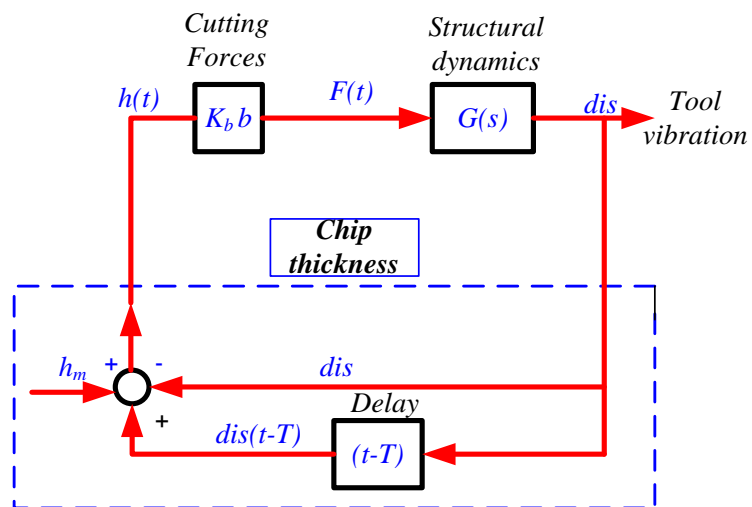 Cutting
Forces
Structural
dynamics
h(t)
K_b b
F(t)
G(s)
dis
Tool
vibration
Chip
thickness
+
-
h_m
dis
+
Delay
dis(t-T)
(t-T)